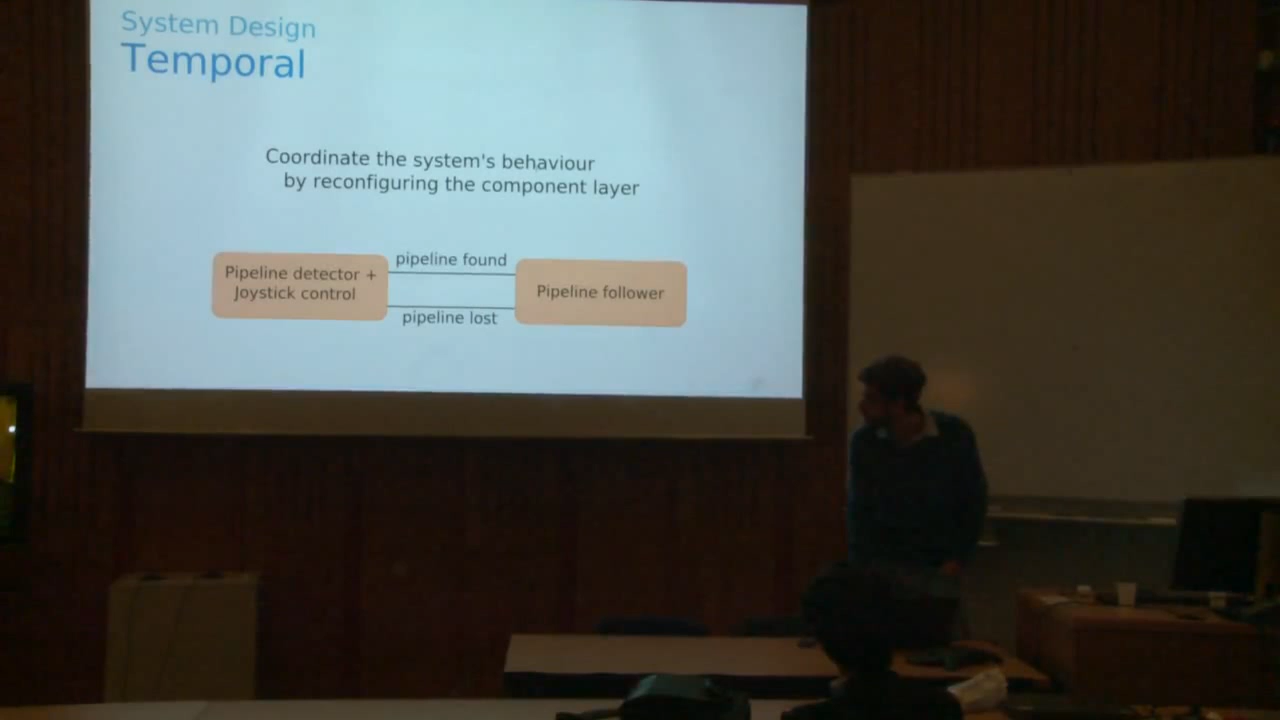 System Design
Temporal
Coordinate the system's behaviour
by reconfiguring the component layer
pipeline found
Pipeline detector +
Joystick control
Pipeline follower
pipeline lost